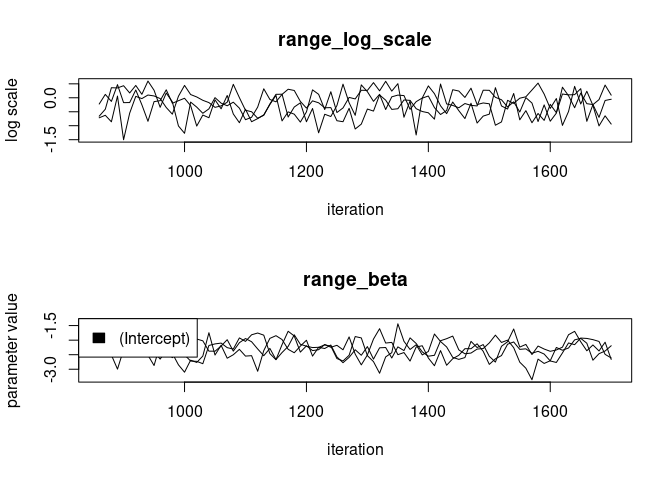 range_log_scale
log scale
0.0
-1.5
1000 1200 1400 1600
iteration
range_beta
parameter value
-1.5
-3.0
(Intercept)
1000 1200 1400 1600
iteration